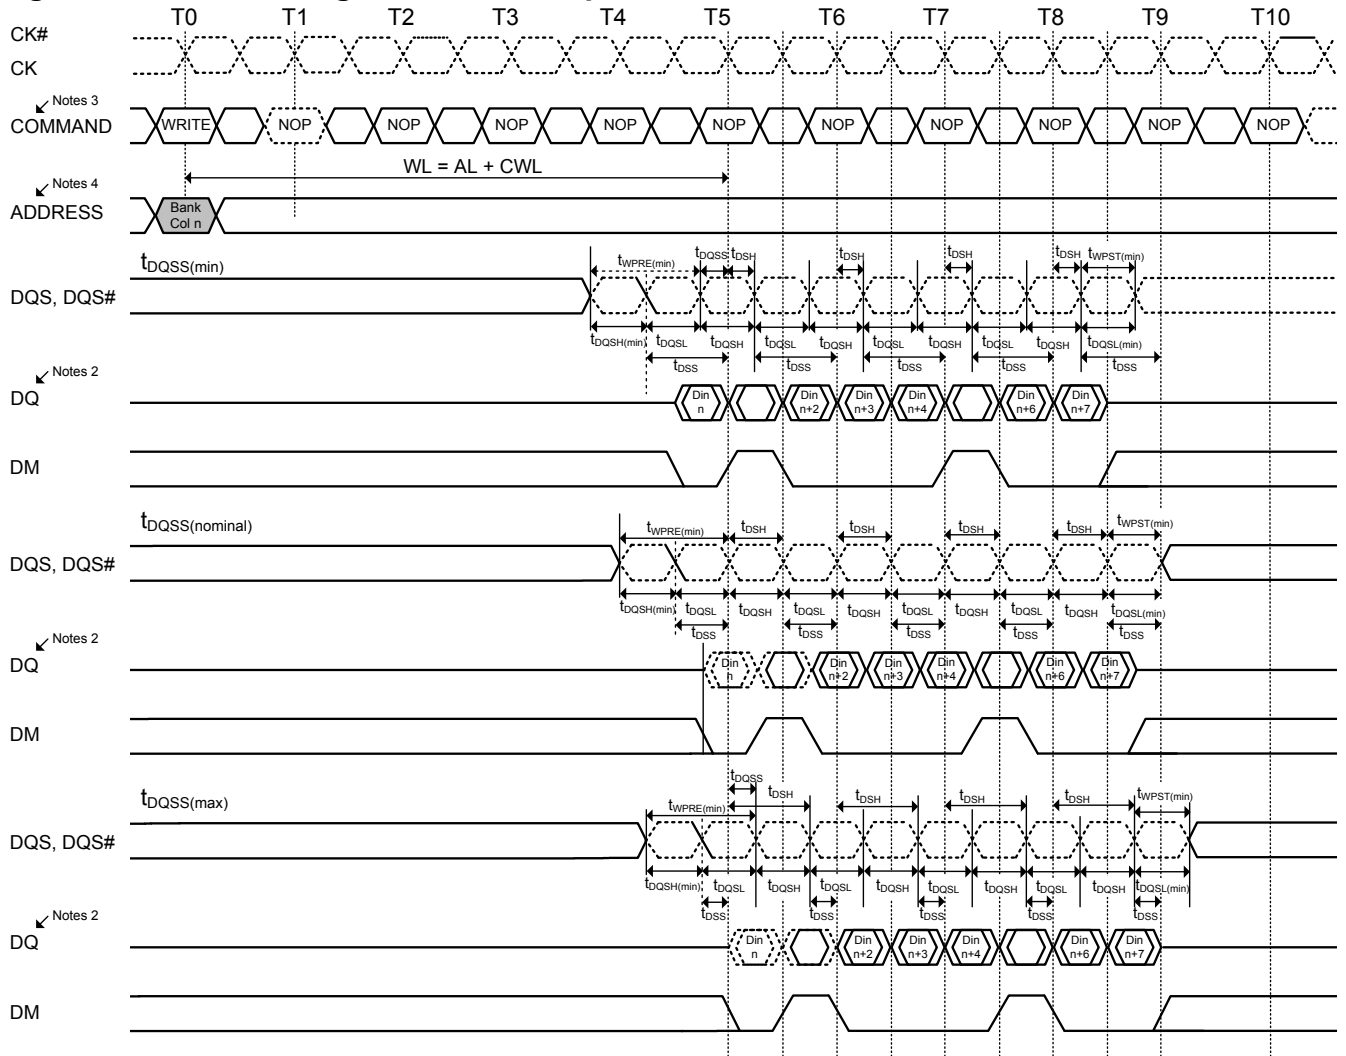 T0 T1 T2 T3 T4 T5 T6 T7 T8 T9 T10
CK#
CK
Notes 3
COMMAND WRITE NOP NOP NOP NOP NOP NOP NOP NOP NOP NOP
WL = AL + CWL
Notes 4
ADDRESS Bank Col n
tDQSS(min) tWPRE(min) tDQSS tDSH tDSH tDSH tDSH tWPST(min)
DQS, DQS#
tDQSH(min) tDQSL tDQSH tDQSL tDQSH tDQSL tDQSH tDQSL tDQSH tDQSL(min)
tDSS tDSS tDSS tDSS tDSS
Notes 2
DQ Din n Din n+2 Din n+3 Din n+4 Din n+6 Din n+7
DM
tDQSS(nominal) tWPRE(min) tDSH tDSH tDSH tDSH tWPST(min)
DQS, DQS#
tDQSH(min) tDQSL tDQSH tDQSL tDQSH tDQSL tDQSH tDQSL tDQSH tDQSL(min)
tDSS tDSS tDSS tDSS tDSS
Notes 2
DQ Din n Din n+2 Din n+3 Din n+4 Din n+6 Din n+7
DM
tDQSS
tDQSS(max) tWPRE(min) tDSH tDSH tDSH tDSH tWPST(min)
DQS, DQS#
tDQSH(min) tDQSL tDQSH tDQSL tDQSH tDQSL tDQSH tDQSL tDQSH tDQSL(min)
tDSS tDSS tDSS tDSS tDSS
Notes 2
DQ Din n Din n+2 Din n+3 Din n+4 Din n+6 Din n+7
DM